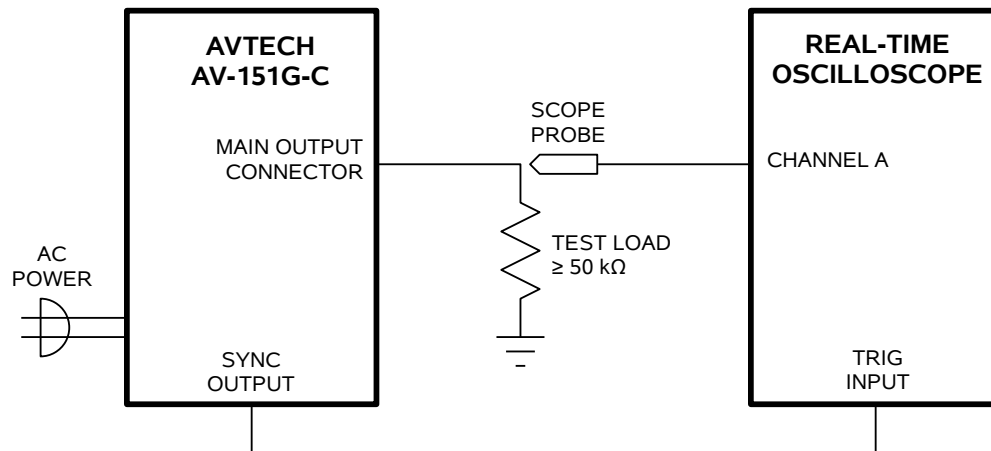 AVTECH
AV-151G-C
REAL-TIME
OSCILLOSCOPE
SCOPE
PROBE
MAIN OUTPUT
CONNECTOR
CHANNEL A
TEST LOAD
≥ 50 kΩ
AC
POWER
SYNC
OUTPUT
TRIG
INPUT